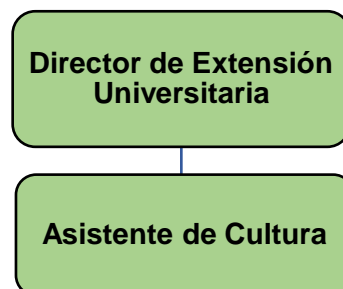 Director de Extensión
Universitaria
Asistente de Cultura